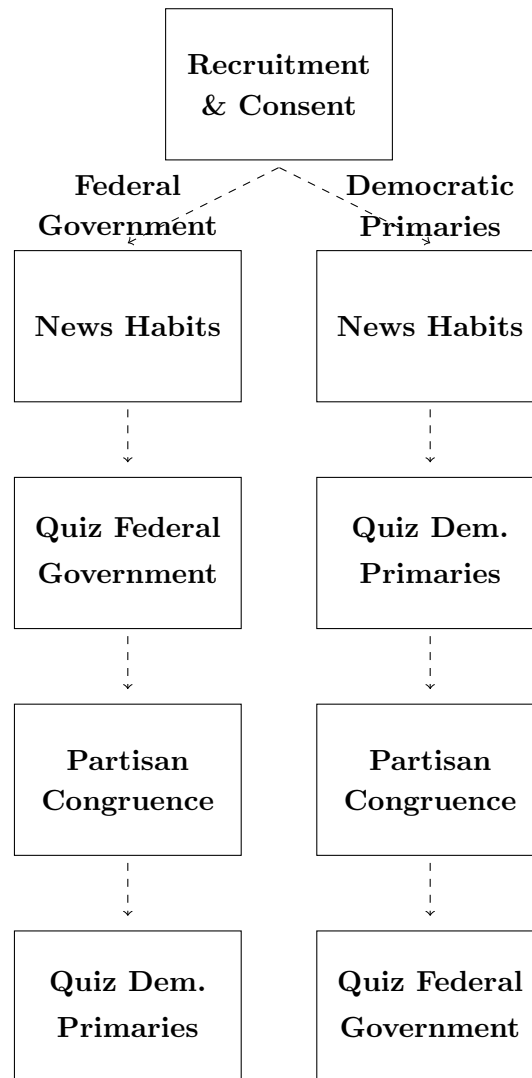 Recruitment
& Consent
Federal
Government
Democratic
Primaries
News Habits
News Habits
Quiz Federal
Government
Quiz Dem.
Primaries
Partisan
Congruence
Partisan
Congruence
Quiz Dem.
Primaries
Quiz Federal
Government